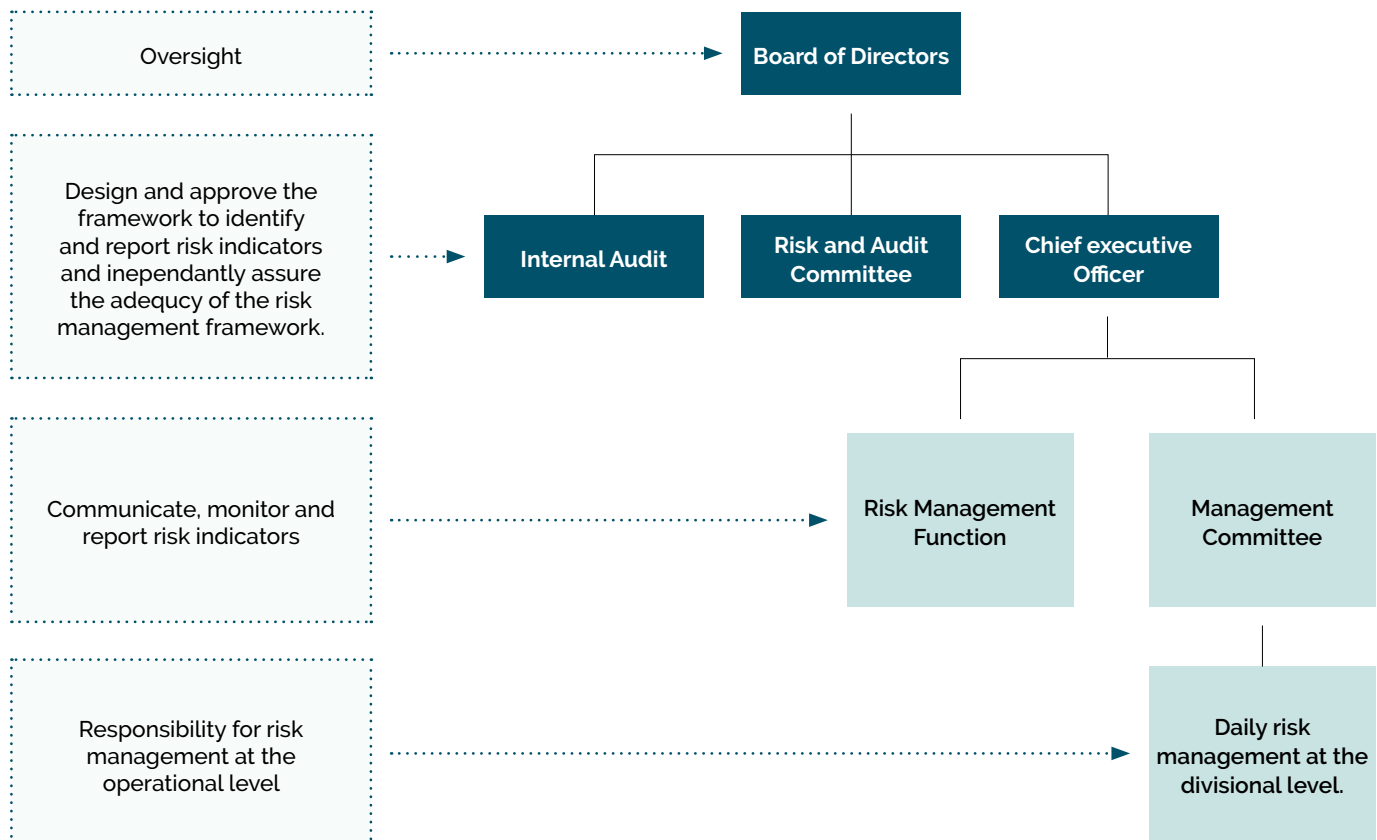 Oversight
Board of Directors
Design and approve the
framework to identify
and report risk indicators
and inependantly assure
the adequcy of the risk
management framework.
Internal Audit
Risk and Audit
Committee
Chief executive
Officer
Communicate, monitor and
report risk indicators
Risk Management
Function
Management
Committee
Responsibility for risk
management at the
operational level
Daily risk
management at the
divisional level.